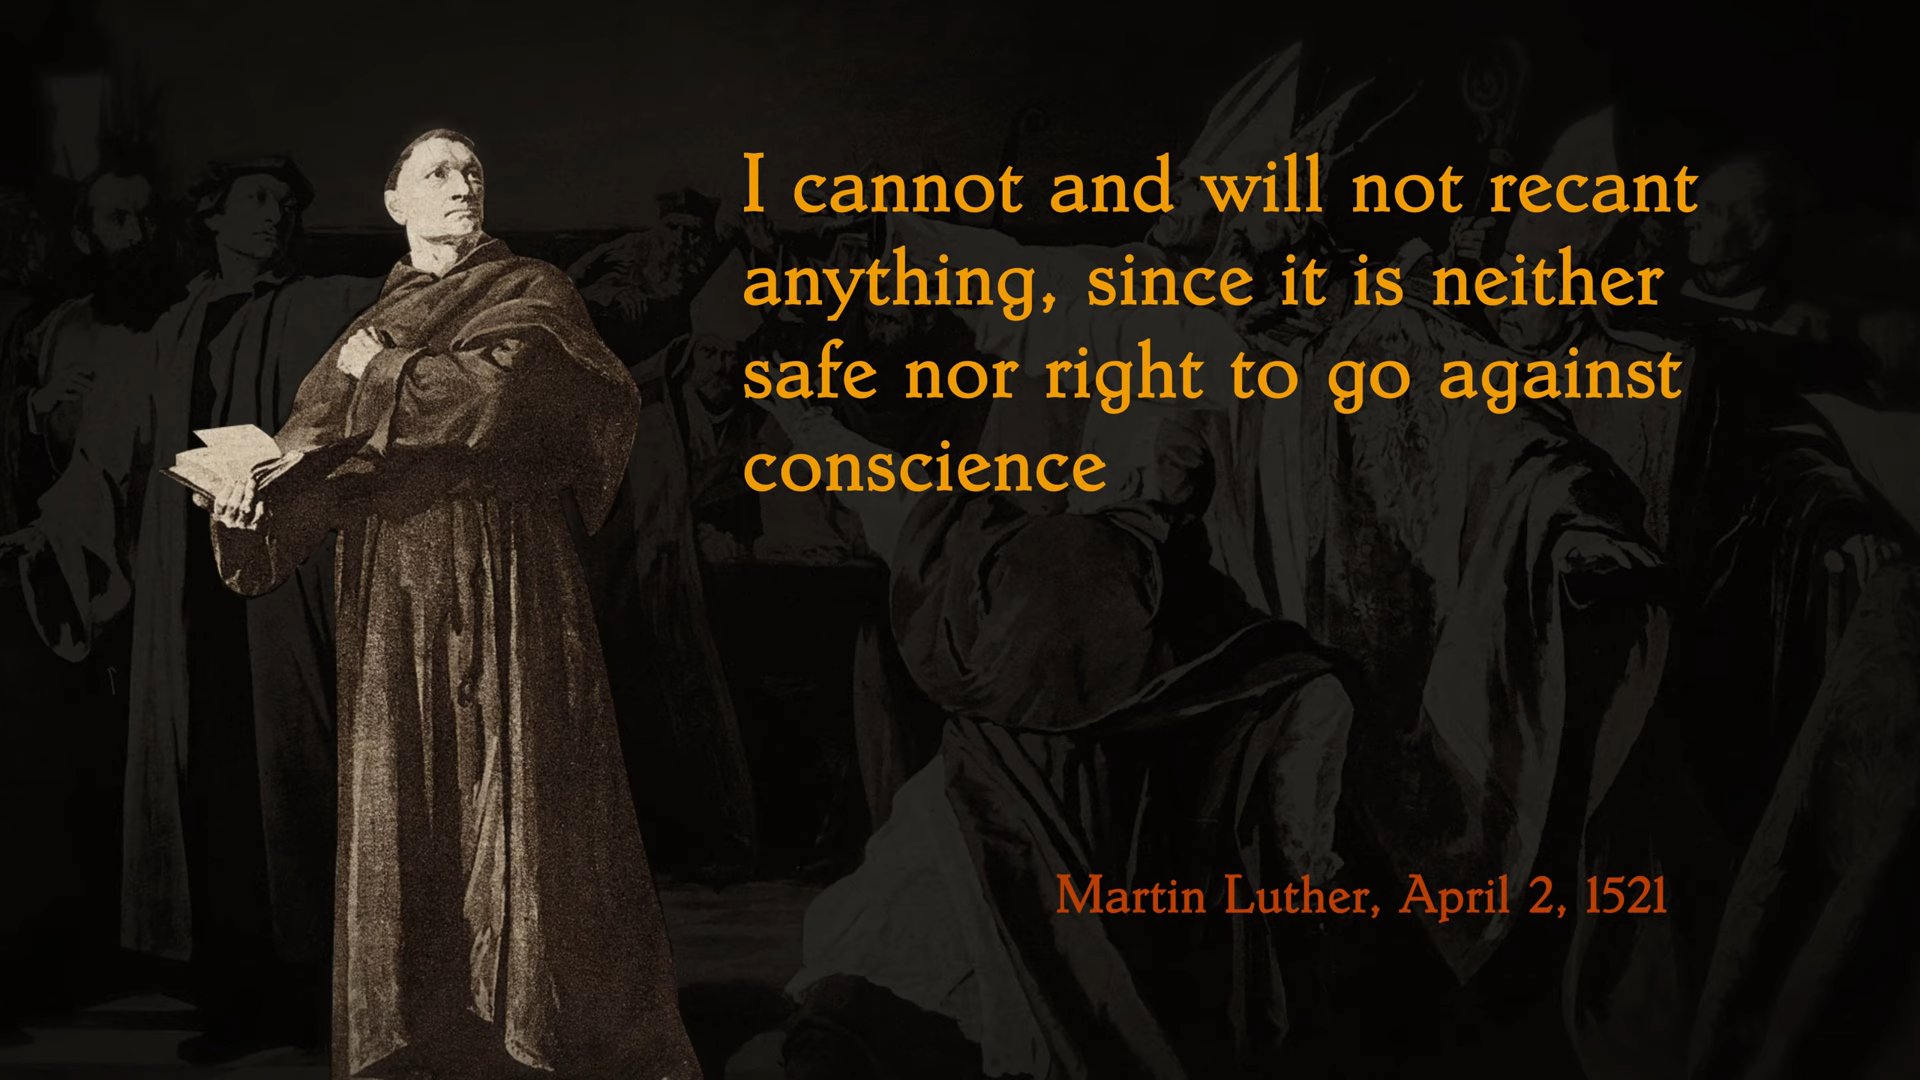 I cannot and will not recant
anything, since it is neither
safe nor right to go against
conscience
Martin Luther, April 2, 1521